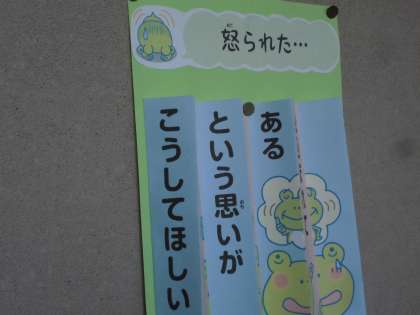 怒られた…
こうしてほしい
という思いが
ある